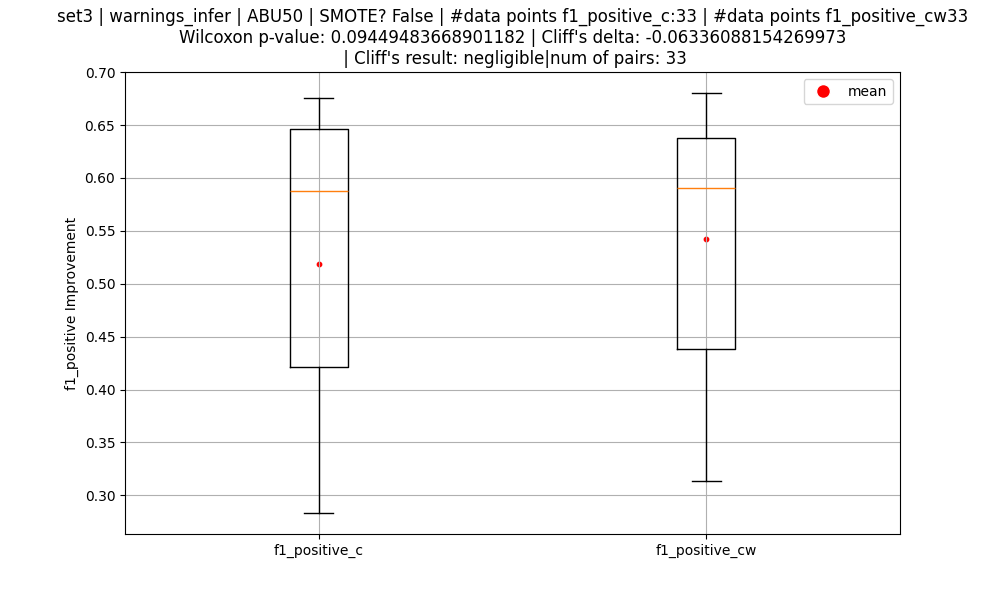 set3 | warnings_infer | ABU50 | SMOTE? False | #data points f1_positive_c:33 | #data points f1_positive_cw33
Wilcoxon p-value: 0.09449483668901182 | Cliff's delta: -0.06336088154269973
| Cliff's result: negligible|num of pairs: 33
mean
0.70
0.65
0.60
0.55
0.50
0.45
0.40
0.35
0.30
f1_positive Improvement
f1_positive_c
f1_positive_cw